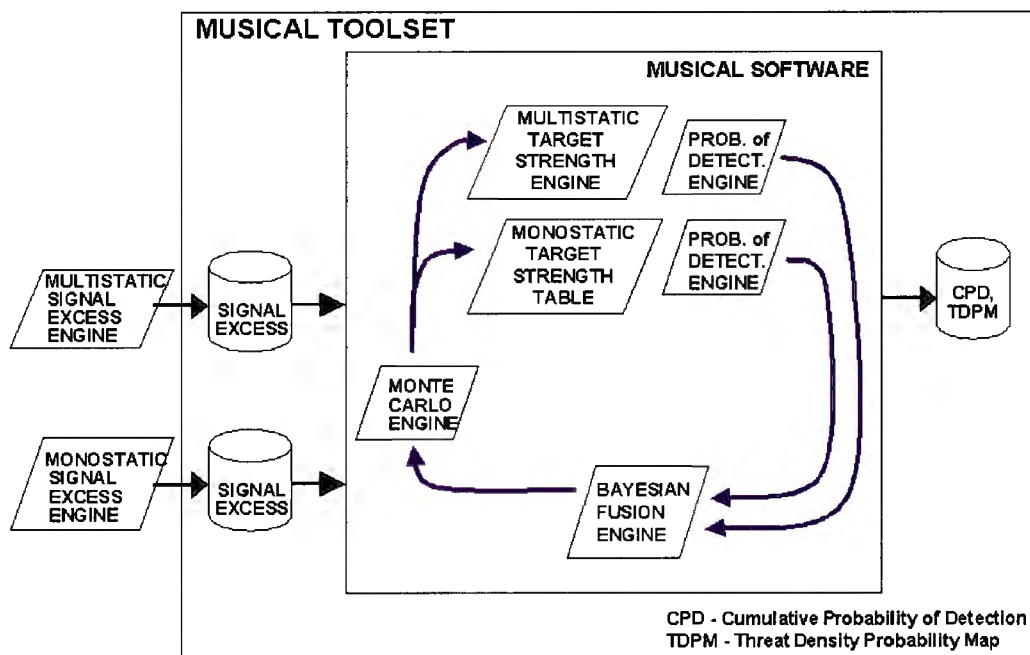 MUSICAL TOOLSET
MUSICAL SOFTWARE
MULTISTATIC
TARGET
STRENGTH
ENGINE
PROB. of
DETECT.
ENGINE
MONOSTATIC
TARGET
STRENGTH
TABLE
PROB. of
DETECT.
ENGINE
MULTISTATIC
SIGNAL
EXCESS
ENGINE
SIGNAL
EXCESS
CPD,
TDPM
MONTE
CARLO
ENGINE
MONOSTATIC
SIGNAL
EXCESS
ENGINE
SIGNAL
EXCESS
BAYESIAN
FUSION
ENGINE
CPD - Cumulative Probability of Detection
TDPM - Threat Density Probability Map